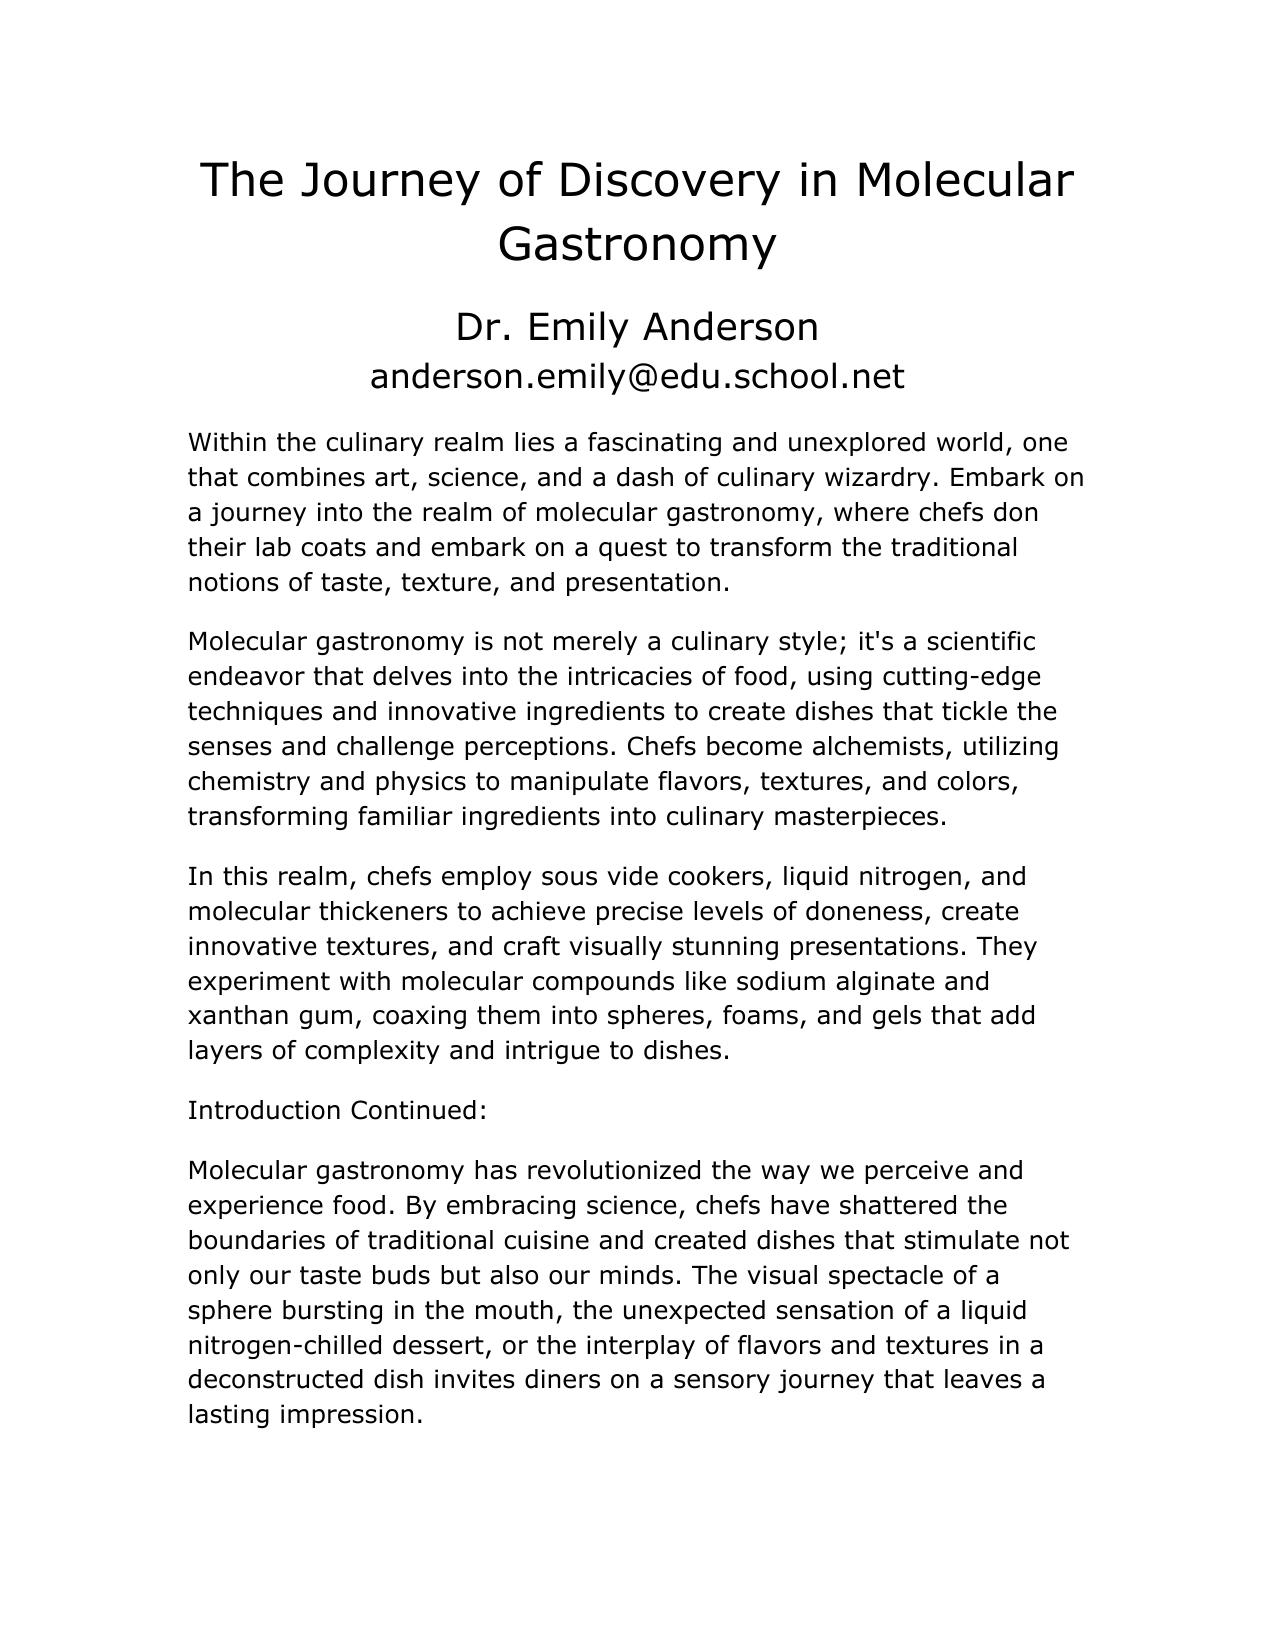 The Journey of Discovery in Molecular
Gastronomy
Dr. Emily Anderson
anderson.emily@edu.school.net
Within the culinary realm lies a fascinating and unexplored world, one
that combines art, science, and a dash of culinary wizardry. Embark on
a journey into the realm of molecular gastronomy, where chefs don
their lab coats and embark on a quest to transform the traditional
notions of taste, texture, and presentation.
Molecular gastronomy is not merely a culinary style; it's a scientific
endeavor that delves into the intricacies of food, using cutting-edge
techniques and innovative ingredients to create dishes that tickle the
senses and challenge perceptions. Chefs become alchemists, utilizing
chemistry and physics to manipulate flavors, textures, and colors,
transforming familiar ingredients into culinary masterpieces.
In this realm, chefs employ sous vide cookers, liquid nitrogen, and
molecular thickeners to achieve precise levels of doneness, create
innovative textures, and craft visually stunning presentations. They
experiment with molecular compounds like sodium alginate and
xanthan gum, coaxing them into spheres, foams, and gels that add
layers of complexity and intrigue to dishes.
Introduction Continued:
Molecular gastronomy has revolutionized the way we perceive and
experience food. By embracing science, chefs have shattered the
boundaries of traditional cuisine and created dishes that stimulate not
only our taste buds but also our minds. The visual spectacle of a
sphere bursting in the mouth, the unexpected sensation of a liquid
nitrogen-chilled dessert, or the interplay of flavors and textures in a
deconstructed dish invites diners on a sensory journey that leaves a
lasting impression.